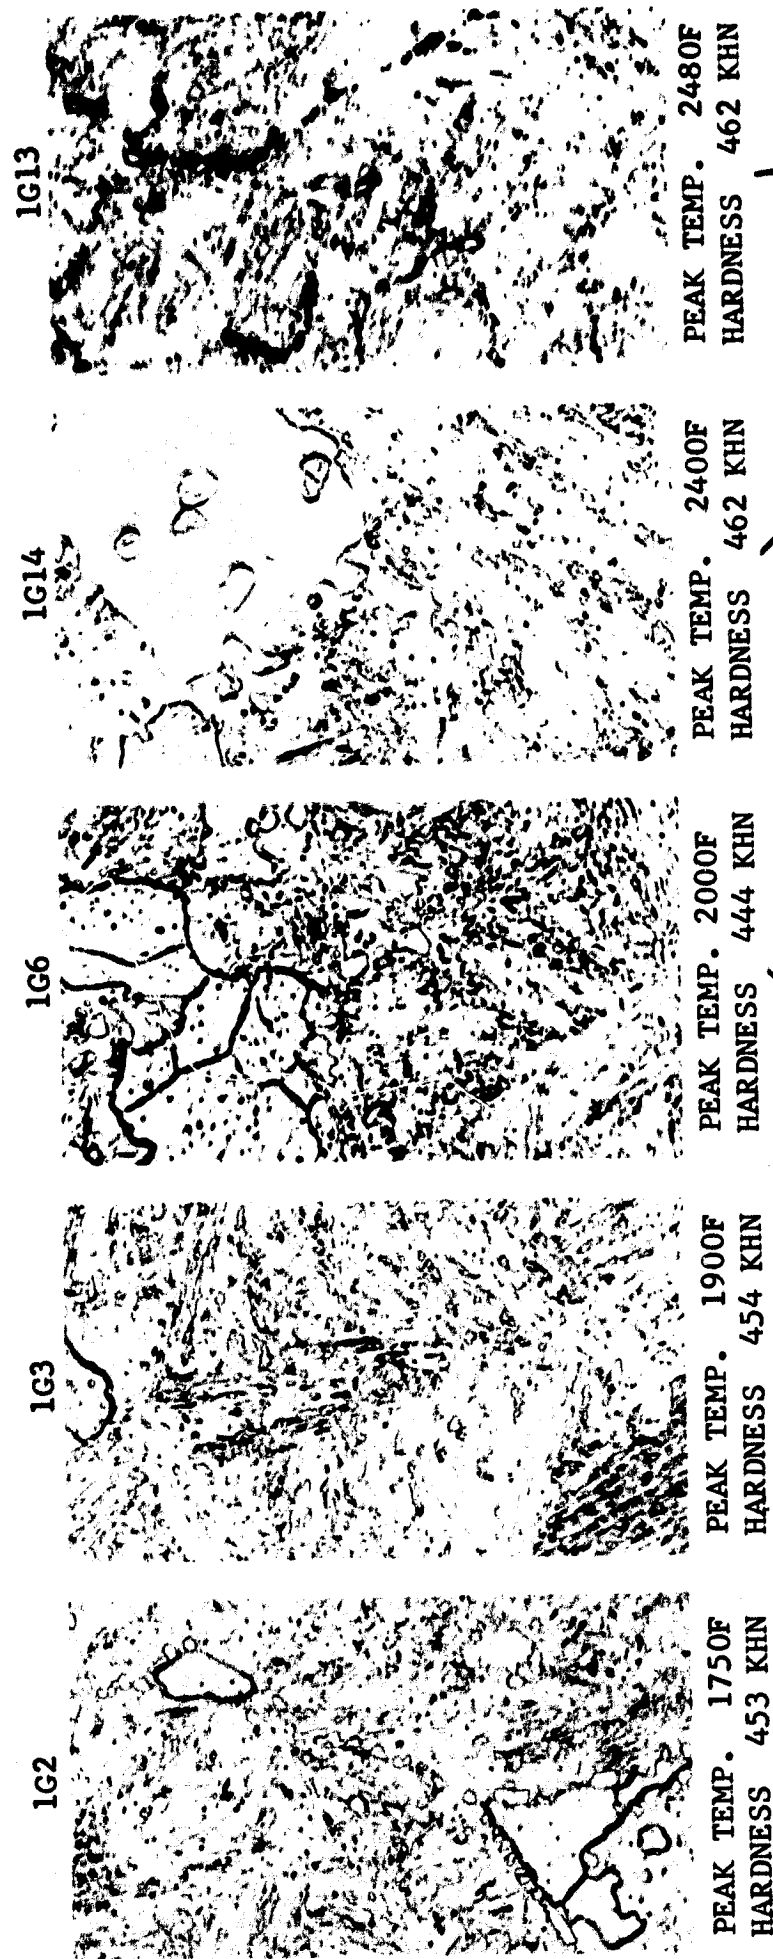 1G2
PEAK TEMP. 1750F
HARDNESS 453 KHN
1G3
PEAK TEMP. 1900F
HARDNESS 454 KHN
1G6
PEAK TEMP. 2000F
HARDNESS 444 KHN
1G14
PEAK TEMP. 2400F
HARDNESS 462 KHN
1G13
PEAK TEMP. 2480F
HARDNESS 462 KHN